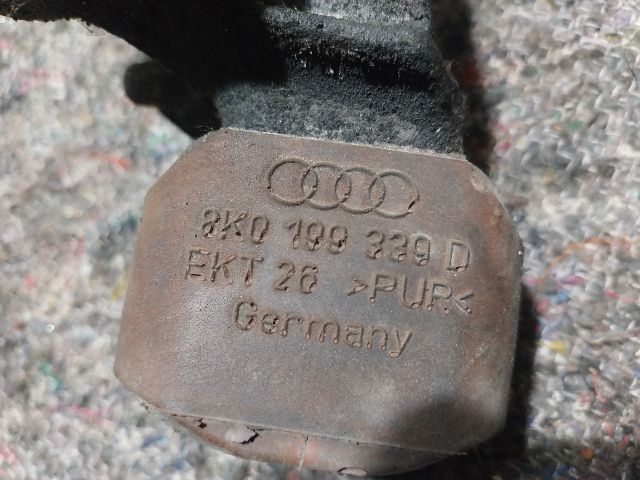 8K0 199 339 D
EKT 26 >PUR<
Germany